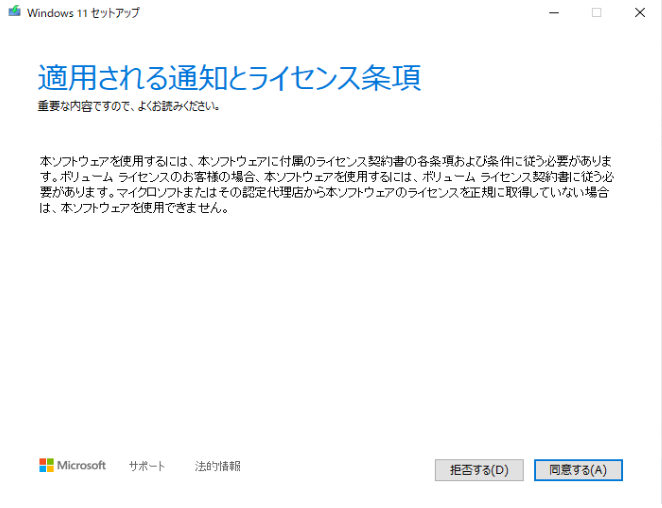 Windows 11 セットアップ
適用される通知とライセンス条項
重要な内容ですので、よくお読みください。
本ソフトウェアを使用するには、本ソフトウェアに付属のライセンス契約書の各条項および条件に従う必要がありま
す。ボリューム ライセンスのお客様の場合、本ソフトウェアを使用するには、ボリューム ライセンス契約書に従う必
要があります。マイクロソフトまたはその認定代理店から本ソフトウェアのライセンスを正規に取得していない場合
は、本ソフトウェアを使用できません。
Microsoft サポート 法的情報 拒否する(D) 同意する(A)